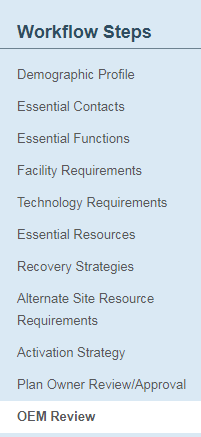 Workflow Steps
Demographic Profile
Essential Contacts
Essential Functions
Facility Requirements
Technology Requirements
Essential Resources
Recovery Strategies
Alternate Site Resource
Requirements
Activation Strategy
Plan Owner Review/Approval
OEM Review